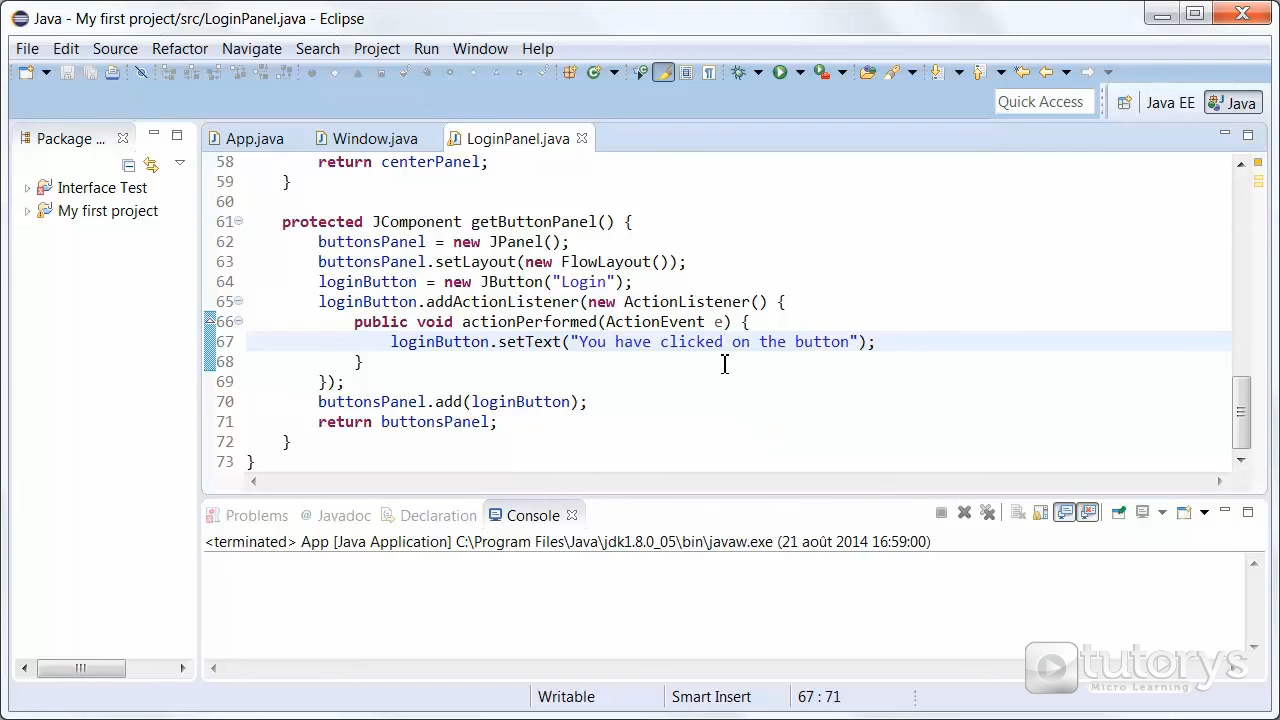 Java - My first project/src/LoginPanel.java - Eclipse
File Edit Source Refactor Navigate Search Project Run Window Help
Quick Access Java EE Java
Package ... App.java Window.java LoginPanel.java
Interface Test
My first project
58 return centerPanel;
59 }
60
61 protected JComponent getButtonPanel() {
62 buttonsPanel = new JPanel();
63 buttonsPanel.setLayout(new FlowLayout());
64 loginButton = new JButton("Login");
65 loginButton.addActionListener(new ActionListener() {
66 public void actionPerformed(ActionEvent e) {
67 loginButton.setText("You have clicked on the button");
68 }
69 });
70 buttonsPanel.add(loginButton);
71 return buttonsPanel;
72 }
73 }
Problems @ Javadoc Declaration Console
<terminated> App [Java Application] C:\Program Files\Java\jdk1.8.0_05\bin\javaw.exe (21 août 2014 16:59:00)
tutorys
Micro Learning
Writable Smart Insert 67 : 71